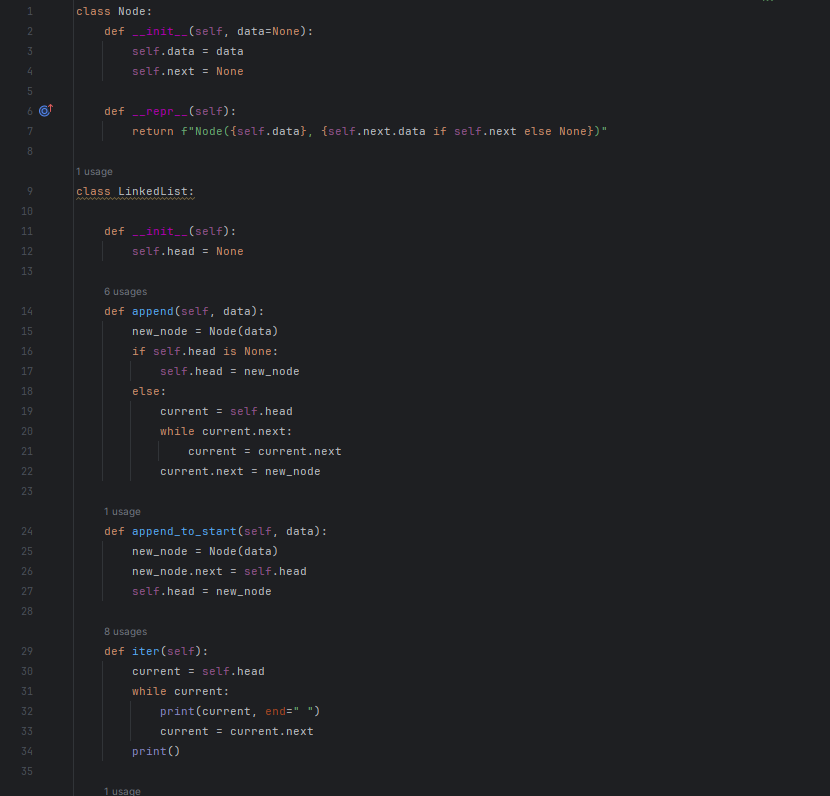 1 class Node:
2     def __init__(self, data=None):
3         self.data = data
4         self.next = None
5
6     def __repr__(self):
7         return f"Node({self.data}, {self.next.data if self.next else None})"
8
1 usage
9 class LinkedList:
10
11     def __init__(self):
12         self.head = None
13
6 usages
14     def append(self, data):
15         new_node = Node(data)
16         if self.head is None:
17             self.head = new_node
18         else:
19             current = self.head
20             while current.next:
21                 current = current.next
22             current.next = new_node
23
1 usage
24     def append_to_start(self, data):
25         new_node = Node(data)
26         new_node.next = self.head
27         self.head = new_node
28
8 usages
29     def iter(self):
30         current = self.head
31         while current:
32             print(current, end=" ")
33             current = current.next
34         print()
35
1 usage